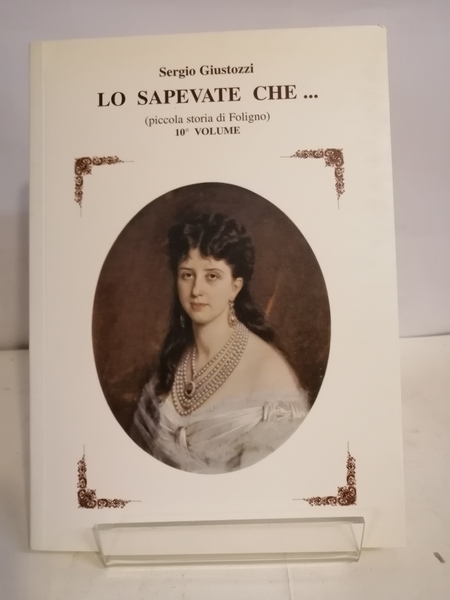 Sergio Giustozzi
LO SAPEVATE CHE ...
(piccola storia di Foligno)
10° VOLUME